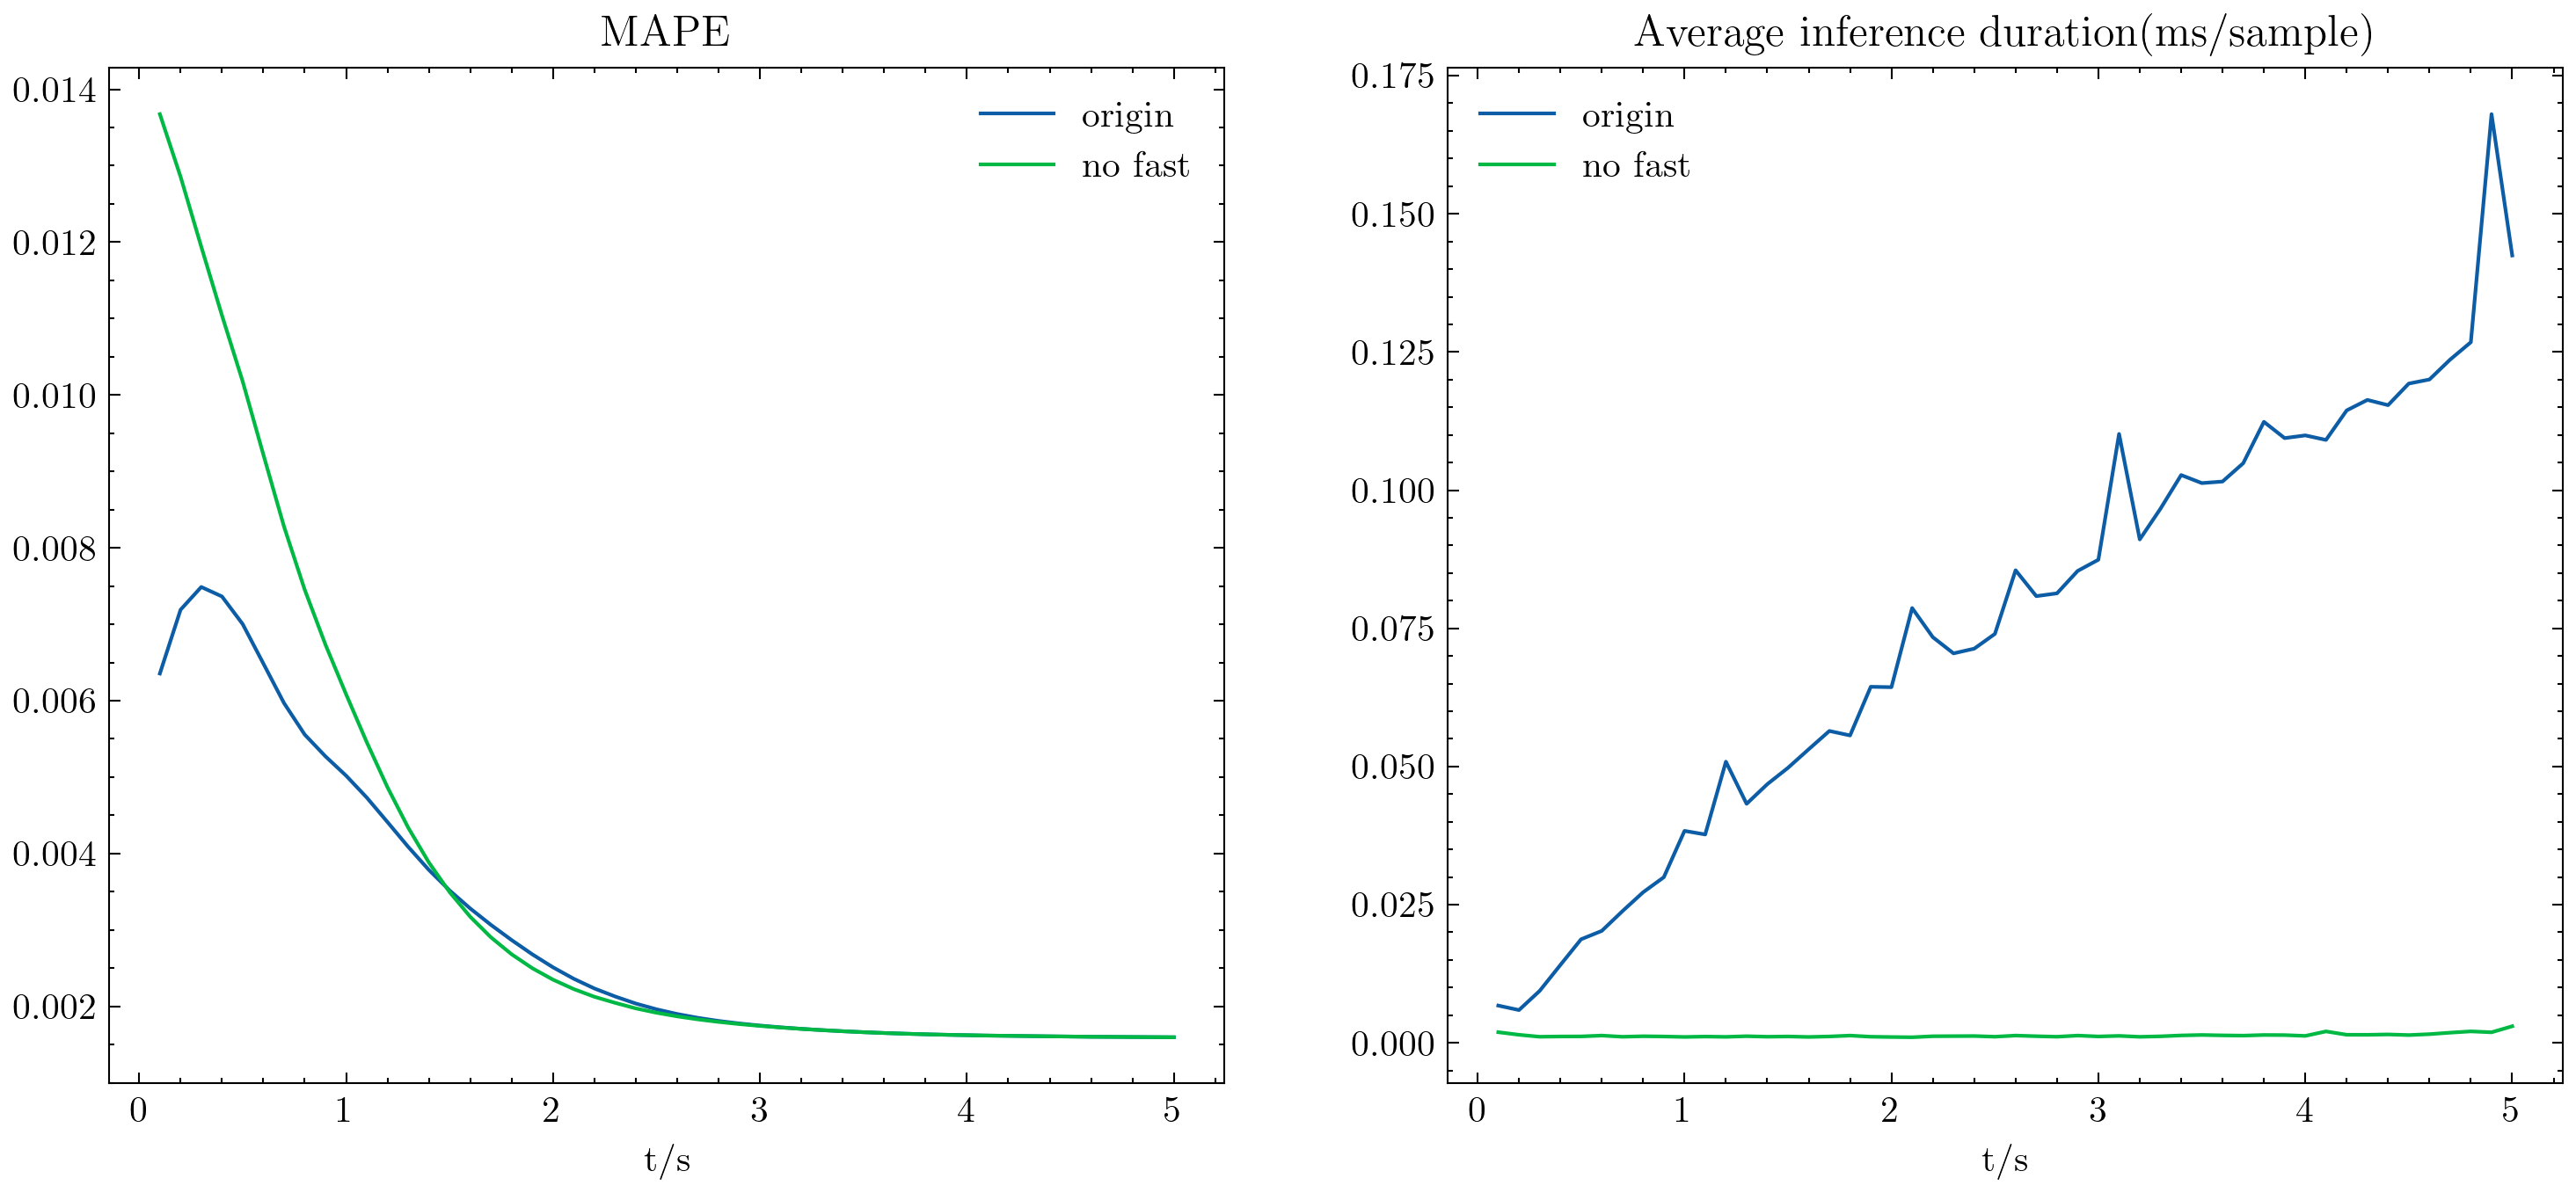 MAPE
0.014
0.012
0.010
0.008
0.006
0.004
0.002
origin
no fast
0 1 2 3 4 5
t/s
Average inference duration(ms/sample)
0.175
0.150
0.125
0.100
0.075
0.050
0.025
0.000
origin
no fast
0 1 2 3 4 5
t/s